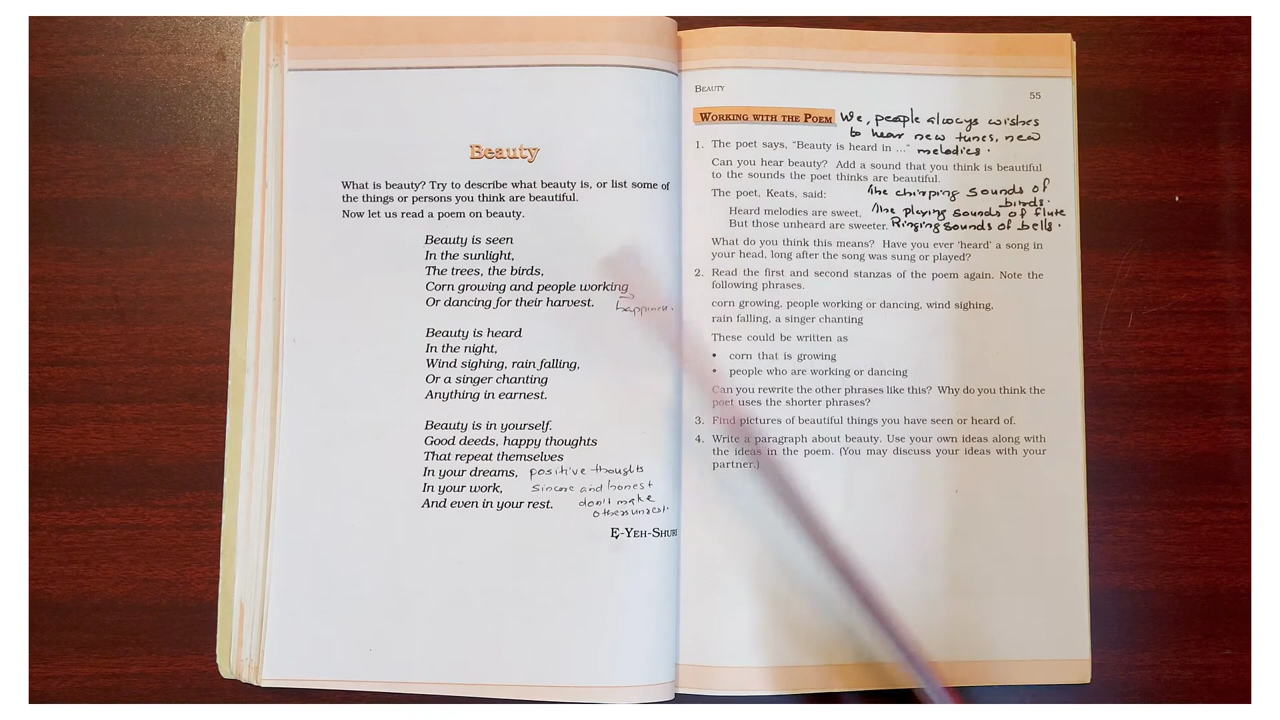 Beauty
What is beauty? Try to describe what beauty is, or list some of
the things or persons you think are beautiful.
Now let us read a poem on beauty.
Beauty is seen
In the sunlight,
The trees, the birds,
Corn growing and people working
Or dancing for their harvest.
happiness.
Beauty is heard
In the night,
Wind sighing, rain falling,
Or a singer chanting
Anything in earnest.
Beauty is in yourself.
Good deeds, happy thoughts
That repeat themselves
In your dreams, positive thoughts
In your work, sincere and honest
And even in your rest. don't make
others unrest.
E-YEH-SHURE
BEAUTY
55
WORKING WITH THE POEM We, people always wishes
to hear new tunes, new
1. The poet says, “Beauty is heard in ...” melodies.
Can you hear beauty? Add a sound that you think is beautiful
to the sounds the poet thinks are beautiful.
The poet, Keats, said: The chirping sounds of
birds.
Heard melodies are sweet, The playing sounds of flute
But those unheard are sweeter. Ringing sounds of bells.
What do you think this means? Have you ever ‘heard’ a song in
your head, long after the song was sung or played?
2. Read the first and second stanzas of the poem again. Note the
following phrases.
corn growing, people working or dancing, wind sighing,
rain falling, a singer chanting
These could be written as
• corn that is growing
• people who are working or dancing
Can you rewrite the other phrases like this? Why do you think the
poet uses the shorter phrases?
3. Find pictures of beautiful things you have seen or heard of.
4. Write a paragraph about beauty. Use your own ideas along with
the ideas in the poem. (You may discuss your ideas with your
partner.)